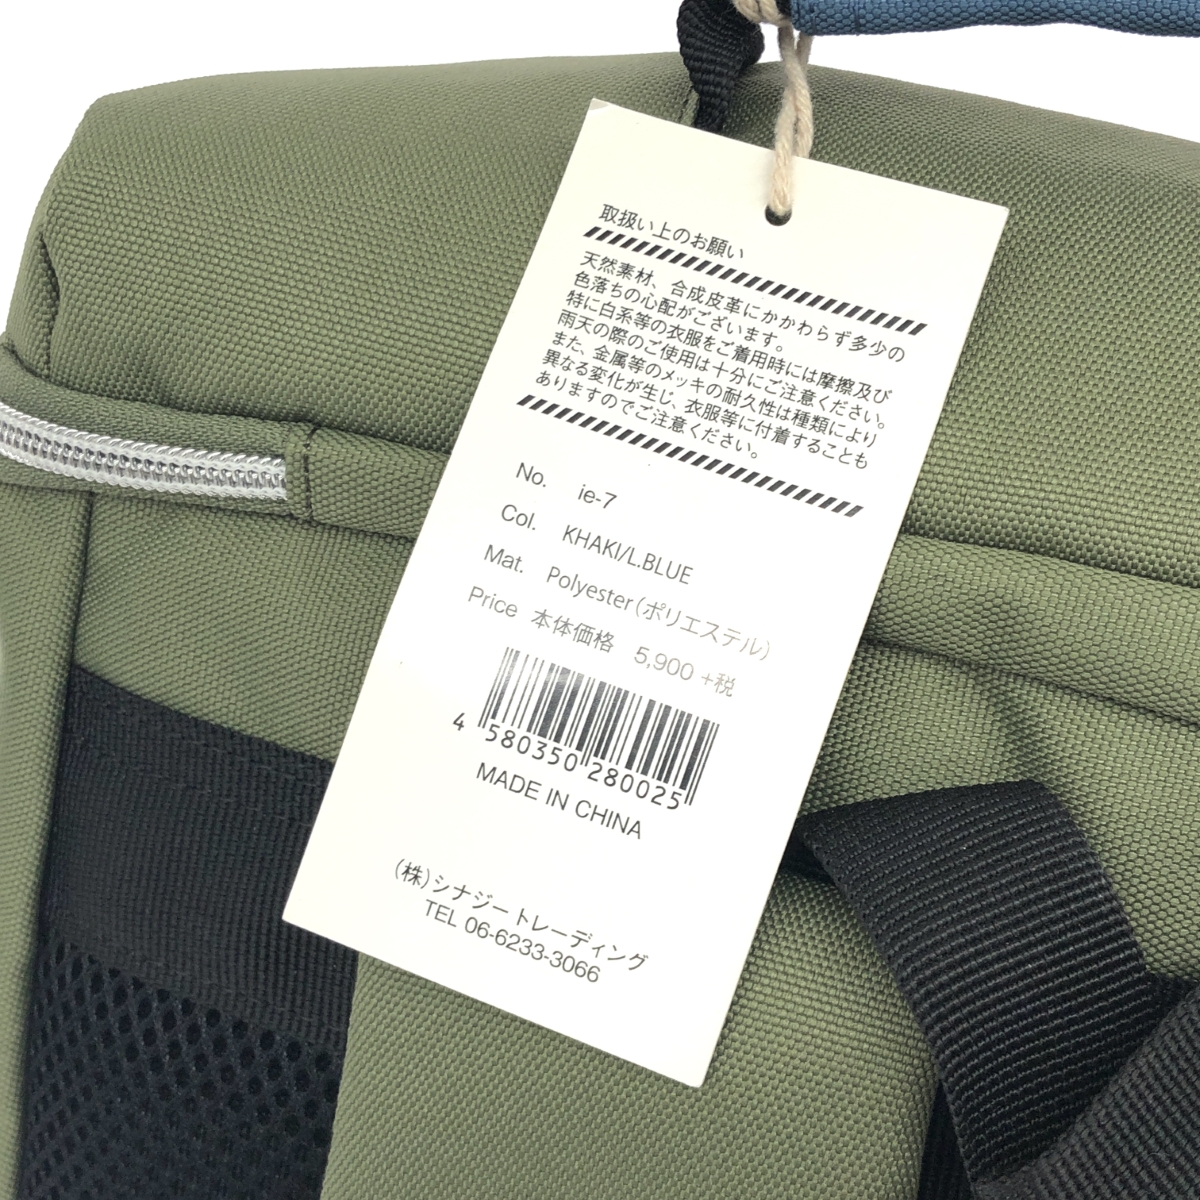 取扱い上のお願い
天然素材、合成皮革にかかわらず多少の
色落ちの心配がございます。
特に白系等の衣服をご着用時には摩擦及び
雨天の際のご使用は十分にご注意ください。
また、金属等のメッキの耐久性は種類により
異なる変化が生じ、衣服等に付着することも
ありますのでご注意ください。
No. ie-7
Col. KHAKI/L.BLUE
Mat. Polyester(ポリエステル)
Price 本体価格 5,900 +税
4 580350 280025
MADE IN CHINA
(株)シナジートレーディング
TEL 06-6233-3066